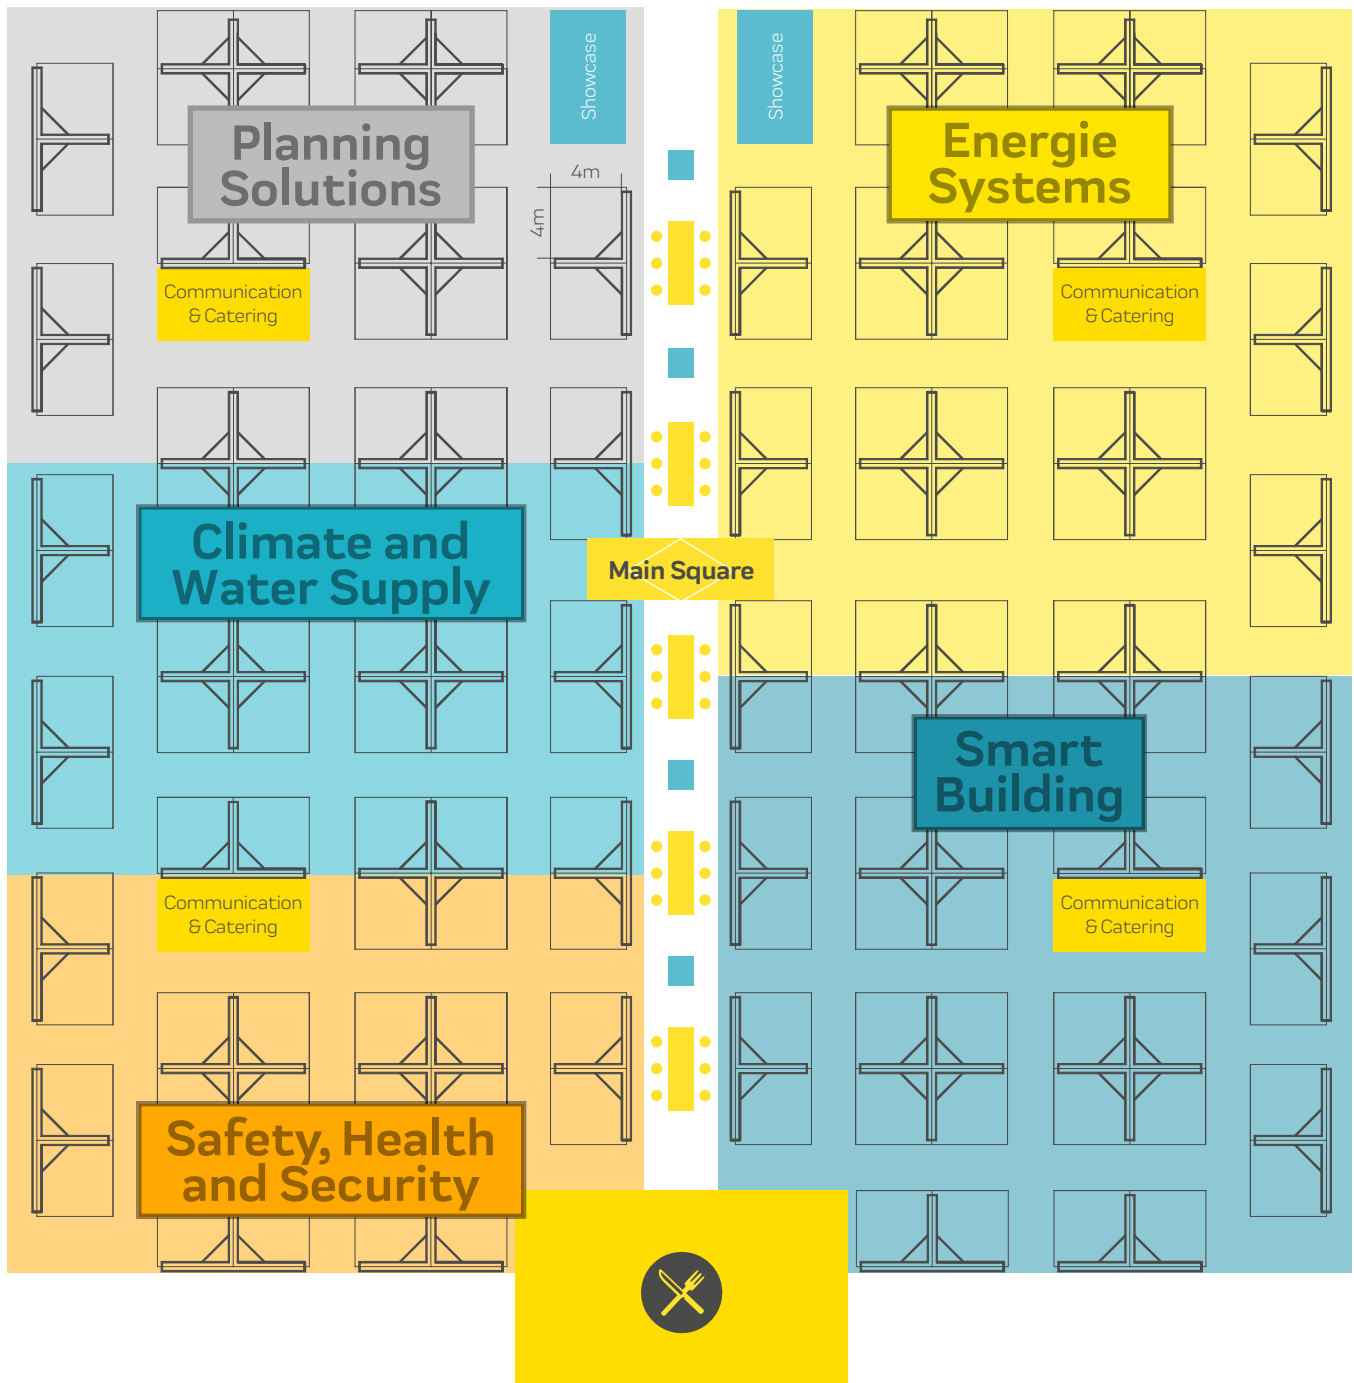 Showcase
Showcase
Planning
Solutions
Energie
Systems
4m
4m
Communication
& Catering
Communication
& Catering
Climate and
Water Supply
Main Square
Smart
Building
Communication
& Catering
Communication
& Catering
Safety, Health
and Security